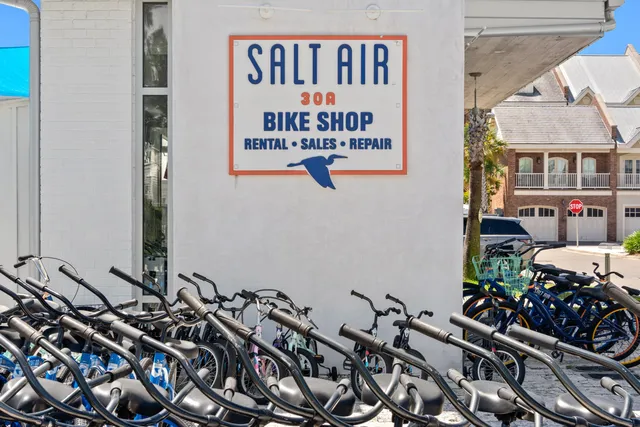 SALT AIR
30A
BIKE SHOP
RENTAL • SALES • REPAIR
STOP